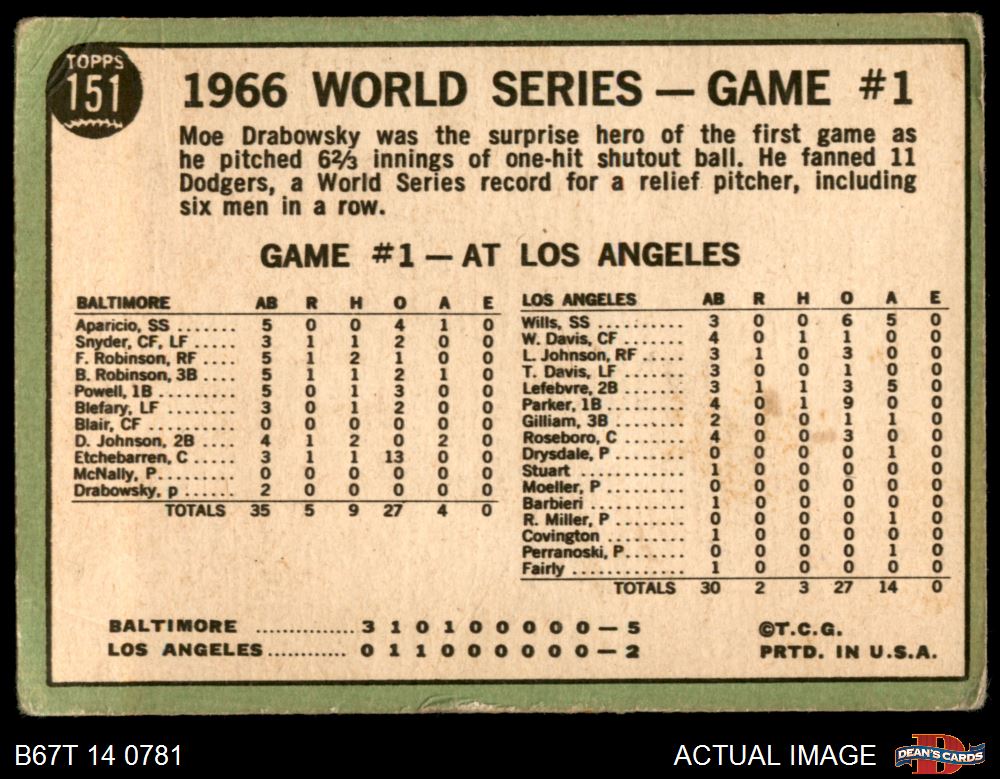 TOPPS
151
1966 WORLD SERIES — GAME #1
Moe Drabowsky was the surprise hero of the first game as
he pitched 6⅔ innings of one-hit shutout ball. He fanned 11
Dodgers, a World Series record for a relief pitcher, including
six men in a row.
GAME #1 — AT LOS ANGELES
BALTIMORE AB R H O A E
Aparicio, SS ....... 5 0 0 4 1 0
Snyder, CF, LF .... 3 1 1 2 0 0
F. Robinson, RF .... 5 1 2 1 0 0
B. Robinson, 3B .... 5 1 1 2 1 0
Powell, 1B ......... 5 0 1 3 0 0
Blefary, LF ........ 3 0 1 2 0 0
Blair, CF .......... 0 0 0 0 0 0
D. Johnson, 2B .... 4 1 2 0 2 0
Etchebarren, C ..... 3 1 1 13 0 0
McNally, P ......... 0 0 0 0 0 0
Drabowsky, p ...... 2 0 0 0 0 0
TOTALS 35 5 9 27 4 0
LOS ANGELES AB R H O A E
Wills, SS .......... 3 0 0 6 5 0
W. Davis, CF ....... 4 0 1 1 0 0
L. Johnson, RF ..... 3 1 0 3 0 0
T. Davis, LF ....... 3 0 0 1 0 0
Lefebvre, 2B ....... 3 1 1 3 5 0
Parker, 1B ......... 4 0 1 9 0 0
Gilliam, 3B ........ 2 0 0 1 1 0
Roseboro, C ........ 4 0 0 3 0 0
Drysdale, P ........ 0 0 0 0 1 0
Stuart ............. 1 0 0 0 0 0
Moeller, P ......... 0 0 0 0 0 0
Barbieri ........... 1 0 0 0 0 0
R. Miller, P ....... 0 0 0 0 1 0
Covington .......... 1 0 0 0 0 0
Perranoski, P....... 0 0 0 0 1 0
Fairly ............. 1 0 0 0 0 0
TOTALS 30 2 3 27 14 0
BALTIMORE .............. 3 1 0 1 0 0 0 0 0 — 5
LOS ANGELES............ 0 1 1 0 0 0 0 0 0 — 2
©T.C.G.
PRTD. IN U.S.A.
B67T 14 0781
ACTUAL IMAGE
DEAN'S CARDS